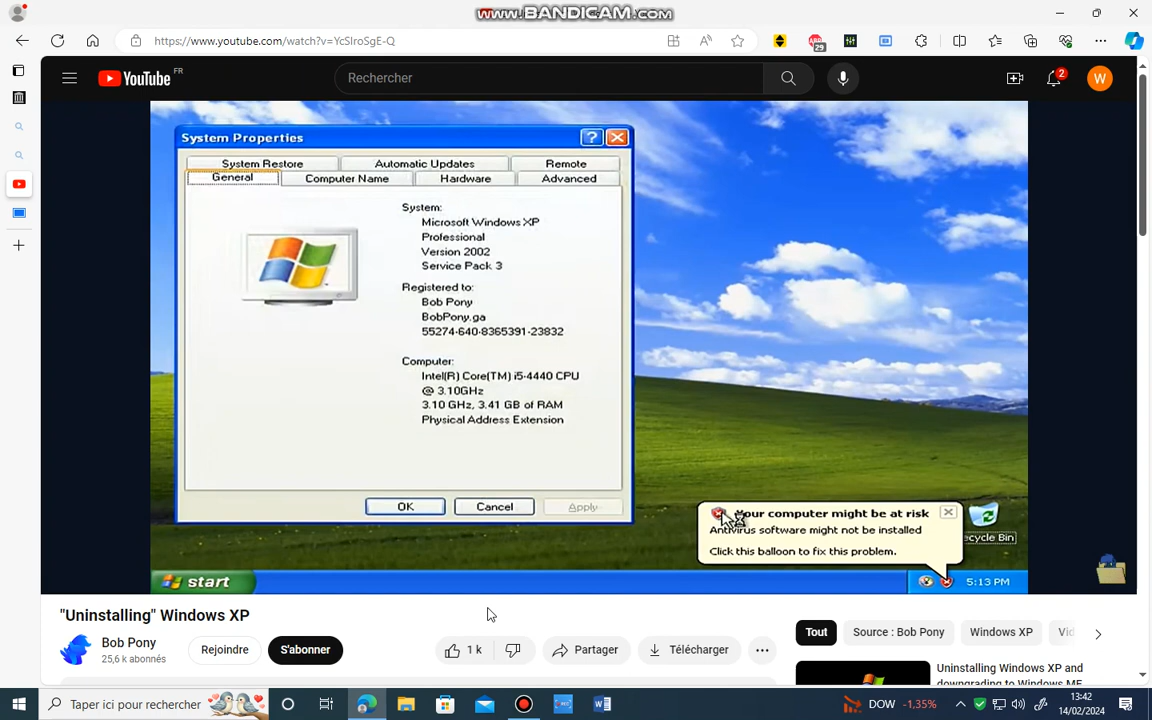 www.BANDICAM.com
https://www.youtube.com/watch?v=YcSIroSgE-Q
29
YouTube FR
Rechercher
2
W
System Properties
System Restore
Automatic Updates
Remote
General
Computer Name
Hardware
Advanced
System:
Microsoft Windows XP
Professional
Version 2002
Service Pack 3
Registered to:
Bob Pony
BobPony.ga
55274-640-8365391-23832
Computer:
Intel(R) Core(TM) i5-4440 CPU
@ 3.10GHz
3.10 GHz, 3.41 GB of RAM
Physical Address Extension
OK
Cancel
Apply
Your computer might be at risk
Antivirus software might not be installed
Click this balloon to fix this problem.
ecycle Bin
start
5:13 PM
"Uninstalling" Windows XP
Bob Pony
25,6 k abonnés
Rejoindre
S'abonner
1 k
Partager
Télécharger
Tout
Source : Bob Pony
Windows XP
Vid
Uninstalling Windows XP and
downgrading to Windows ME
Taper ici pour rechercher
DOW -1,35%
13:42
14/02/2024